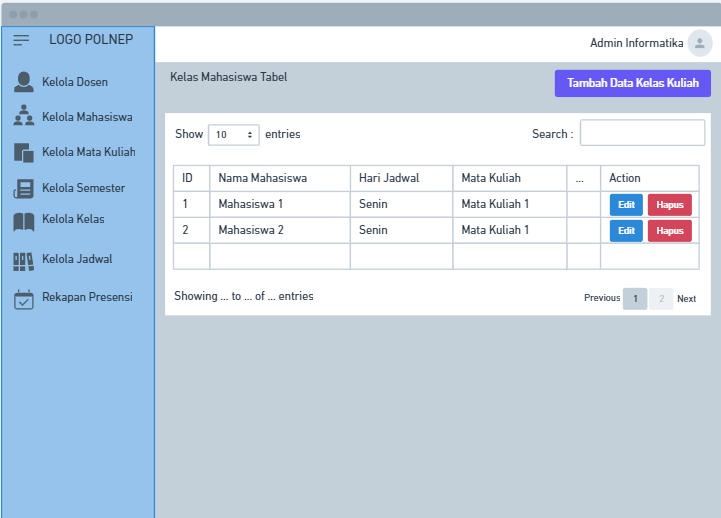 LOGO POLNEP
Admin Informatika
Kelola Dosen
Kelola Mahasiswa
Kelola Mata Kuliah
Kelola Semester
Kelola Kelas
Kelola Jadwal
Rekapan Presensi
Kelas Mahasiswa Tabel
Tambah Data Kelas Kuliah
Show 10 entries
Search :
ID Nama Mahasiswa Hari Jadwal Mata Kuliah ... Action
1 Mahasiswa 1 Senin Mata Kuliah 1 Edit Hapus
2 Mahasiswa 2 Senin Mata Kuliah 1 Edit Hapus
Showing ... to ... of ... entries
Previous 1 2 Next